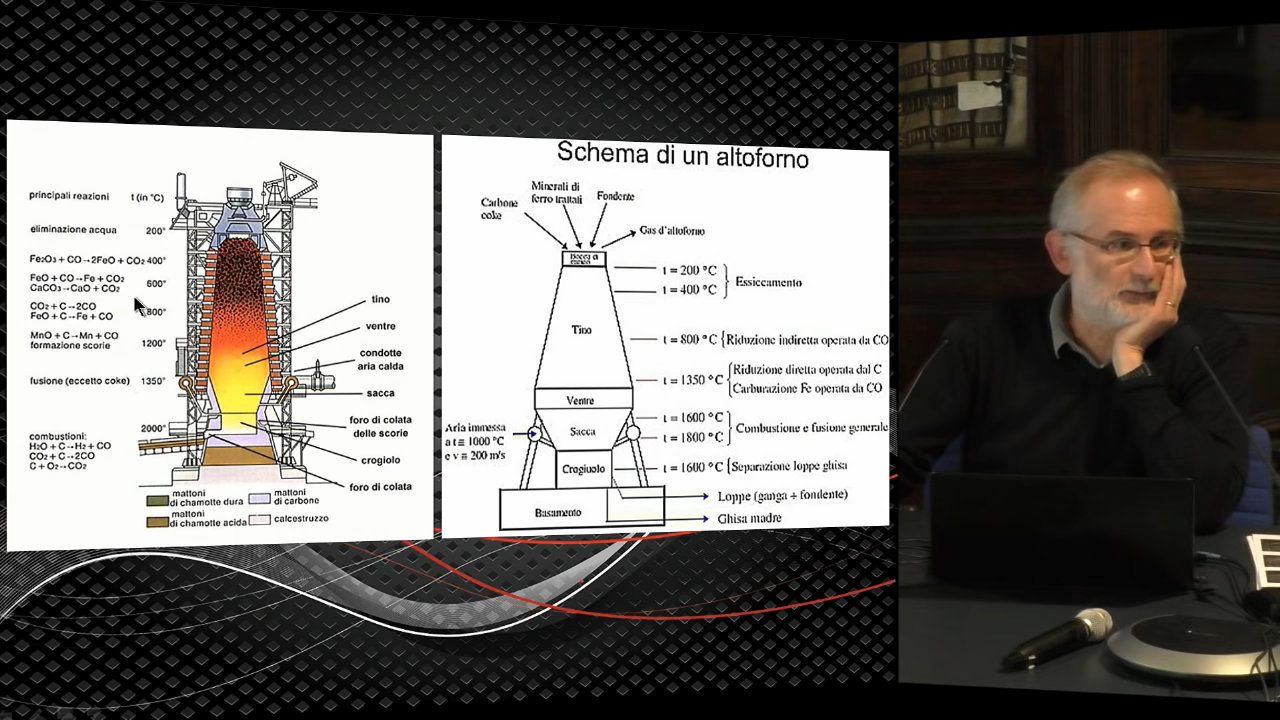 principali reazioni
t (in °C)
eliminazione acqua
200°
Fe₂O₃ + CO→2FeO + CO₂
400°
FeO + CO→Fe + CO₂
CaCO₃→CaO + CO₂
600°
CO₂ + C→2CO
FeO + C→Fe + CO
800°
MnO + C→Mn + CO
formazione scorie
1200°
fusione (eccetto coke)
1350°
2000°
combustioni:
H₂O + C→H₂ + CO
CO₂ + C→2CO
C + O₂→CO₂
tino
ventre
condotte
aria calda
sacca
foro di colata
delle scorie
crogiolo
foro di colata
mattoni
di chamotte dura
mattoni
di carbone
mattoni
di chamotte acida
calcestruzzo
Schema di un altoforno
Carbone
coke
Minerali di
ferro trattati
Fondente
Gas d'altoforno
Bocca di
t = 200 °C
t = 400 °C
Essiccamento
Tino
t = 800 °C
Riduzione indiretta operata da CO
t = 1350 °C
Riduzione diretta operata dal C
Carburazione Fe operata da CO
Ventre
Sacca
t = 1600 °C
t = 1800 °C
Combustione e fusione generale
Aria immessa
a t ≅ 1000 °C
e v ≅ 200 m/s
Crogiuolo
t = 1600 °C
Separazione loppe ghisa
Loppe (ganga + fondente)
Basamento
Ghisa madre